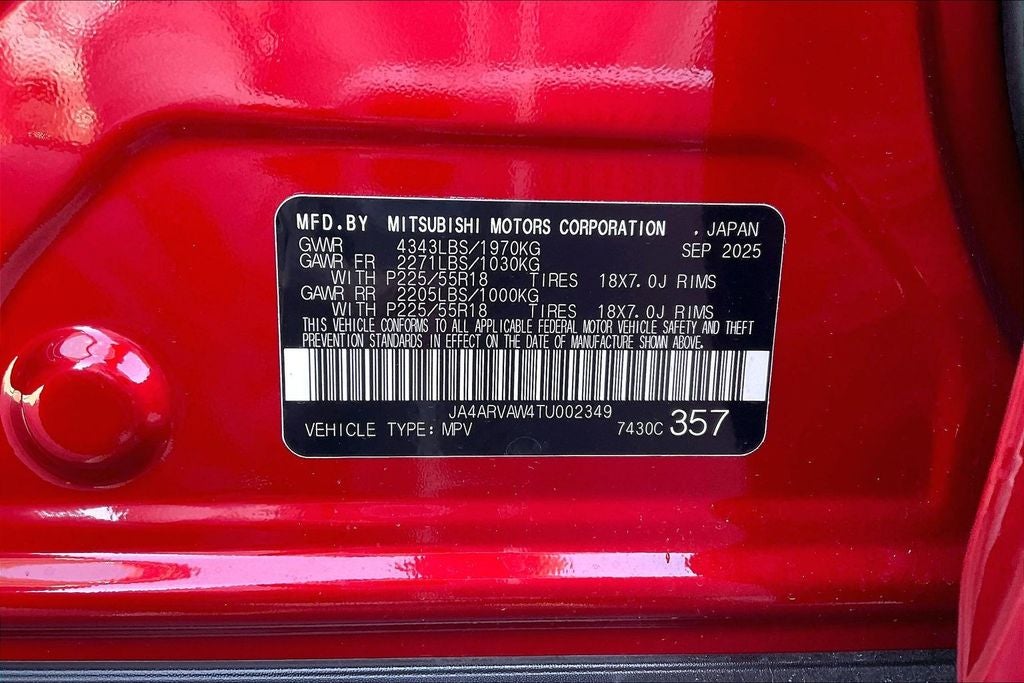 MFD.BY MITSUBISHI MOTORS CORPORATION , JAPAN
GVWR 4343LBS/1970KG SEP 2025
GAWR FR 2271LBS/1030KG
WITH P225/55R18 TIRES 18X7.0J RIMS
GAWR RR 2205LBS/1000KG
WITH P225/55R18 TIRES 18X7.0J RIMS
THIS VEHICLE CONFORMS TO ALL APPLICABLE FEDERAL MOTOR VEHICLE SAFETY AND THEFT
PREVENTION STANDARDS IN EFFECT ON THE DATE OF MANUFACTURE SHOWN ABOVE.
JA4ARVAW4TU002349
VEHICLE TYPE: MPV 7430C 357